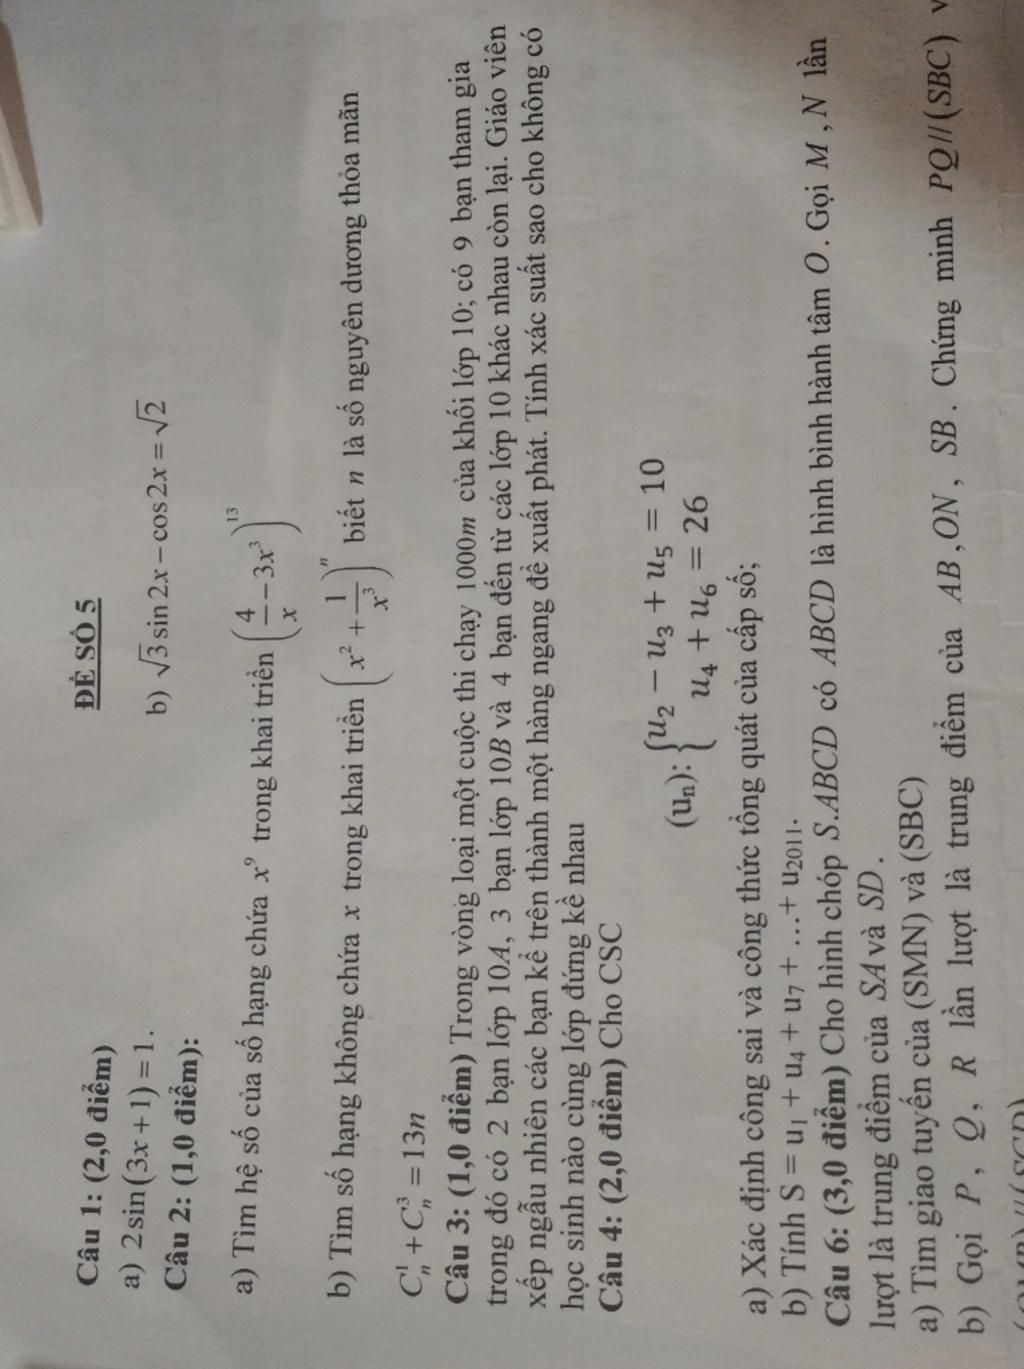 ĐỀ SỐ 5
Câu 1: (2,0 điểm)
a) 2sin(3x+1)=1. b) √3 sin 2x − cos 2x = √2
Câu 2: (1,0 điểm):
a) Tìm hệ số của số hạng chứa x⁹ trong khai triển (4/x − 3x³)¹³
b) Tìm số hạng không chứa x trong khai triển (x² + 1/x³)ⁿ biết n là số nguyên dương thỏa mãn
C¹ₙ + C³ₙ = 13n
Câu 3: (1,0 điểm) Trong vòng loại một cuộc thi chạy 1000m của khối lớp 10; có 9 bạn tham gia
trong đó có 2 bạn lớp 10A, 3 bạn lớp 10B và 4 bạn đến từ các lớp 10 khác nhau còn lại. Giáo viên
xếp ngẫu nhiên các bạn kể trên thành một hàng ngang để xuất phát. Tính xác suất sao cho không có
học sinh nào cùng lớp đứng kề nhau
Câu 4: (2,0 điểm) Cho CSC
(uₙ): {u₂ − u₃ + u₅ = 10
u₄ + u₆ = 26
a) Xác định công sai và công thức tổng quát của cấp số;
b) Tính S = u₁ + u₄ + u₇ + …+ u₂₀₁₁.
Câu 6: (3,0 điểm) Cho hình chóp S.ABCD có ABCD là hình bình hành tâm O. Gọi M, N lần
lượt là trung điểm của SA và SD.
a) Tìm giao tuyến của (SMN) và (SBC)
b) Gọi P, Q, R lần lượt là trung điểm của AB, ON, SB. Chứng minh PQ//(SBC)